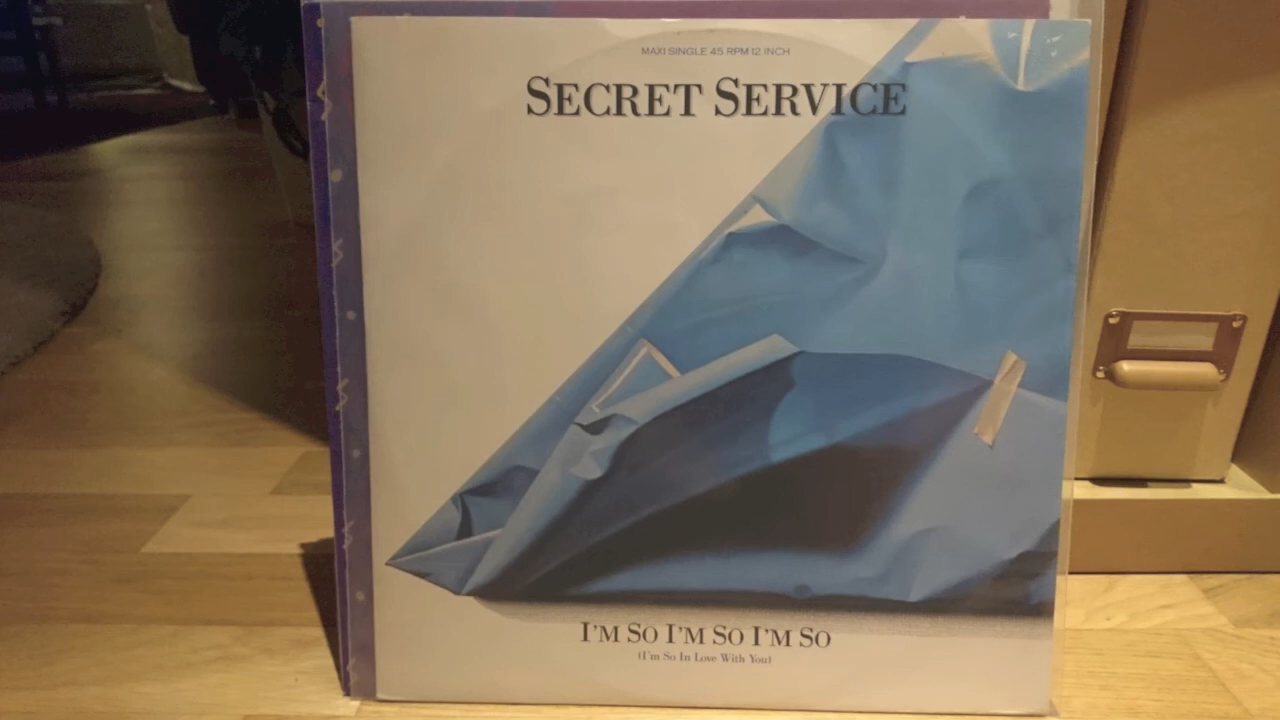 MAXI SINGLE 45 RPM 12 INCH
SECRET SERVICE
I'M SO I'M SO I'M SO
(I'm So In Love With You)